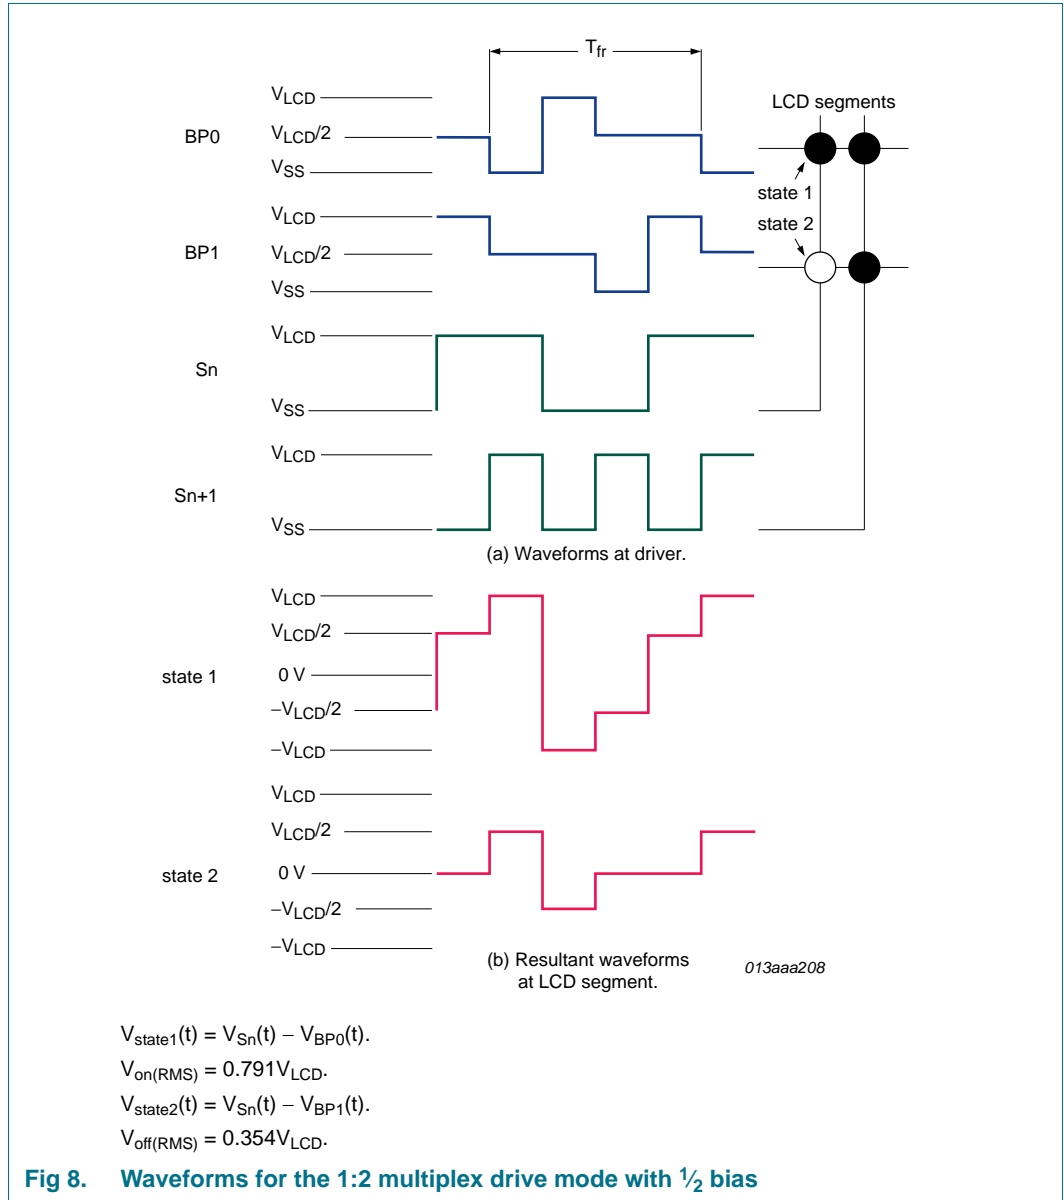 Tfr
VLCD
LCD segments
BP0
VLCD/2
VSS
state 1
VLCD
state 2
BP1
VLCD/2
VSS
VLCD
Sn
VSS
VLCD
Sn+1
VSS
(a) Waveforms at driver.
VLCD
VLCD/2
state 1
0 V
−VLCD/2
−VLCD
VLCD
VLCD/2
state 2
0 V
−VLCD/2
−VLCD
(b) Resultant waveforms
at LCD segment.
013aaa208
Vstate1(t) = VSn(t) − VBP0(t).
Von(RMS) = 0.791VLCD.
Vstate2(t) = VSn(t) − VBP1(t).
Voff(RMS) = 0.354VLCD.
Fig 8. Waveforms for the 1:2 multiplex drive mode with 1⁄2 bias